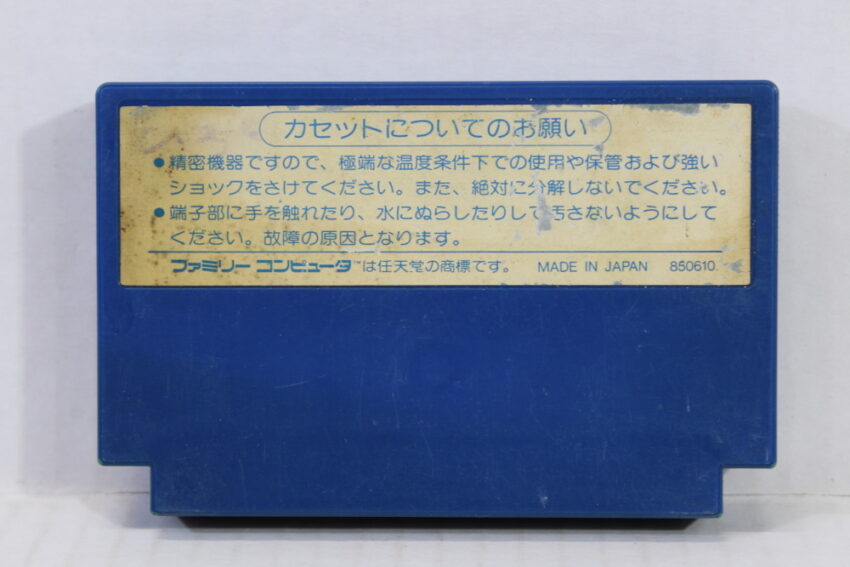 カセットについてのお願い
●精密機器ですので、極端な温度条件下での使用や保管および強い
ショックをさけてください。また、絶対に分解しないでください。
●端子部に手を触れたり、水にぬらしたりして汚さないようにして
ください。故障の原因となります。
ファミリー コンピュータ™は任天堂の商標です。 MADE IN JAPAN 850610